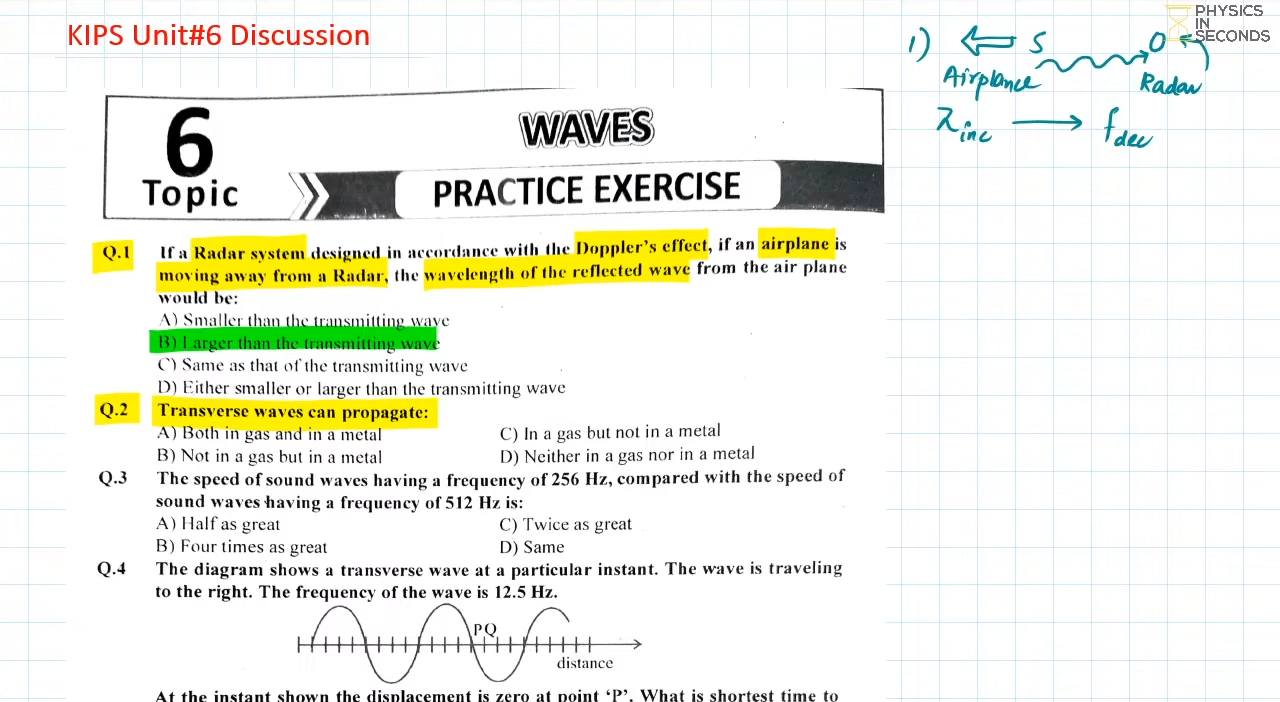 KIPS Unit#6 Discussion
PHYSICS
IN
SECONDS
1) S O
Airplance Radar
λinc → fdec
6
Topic
WAVES
PRACTICE EXERCISE
Q.1 If a Radar system designed in accordance with the Doppler's effect, if an airplane is
moving away from a Radar, the wavelength of the reflected wave from the air plane
would be:
A) Smaller than the transmitting wave
B) Larger than the transmitting wave
C) Same as that of the transmitting wave
D) Either smaller or larger than the transmitting wave
Q.2 Transverse waves can propagate:
A) Both in gas and in a metal C) In a gas but not in a metal
B) Not in a gas but in a metal D) Neither in a gas nor in a metal
Q.3 The speed of sound waves having a frequency of 256 Hz, compared with the speed of
sound waves having a frequency of 512 Hz is:
A) Half as great C) Twice as great
B) Four times as great D) Same
Q.4 The diagram shows a transverse wave at a particular instant. The wave is traveling
to the right. The frequency of the wave is 12.5 Hz.
P Q
distance
At the instant shown the displacement is zero at point 'P'. What is shortest time to